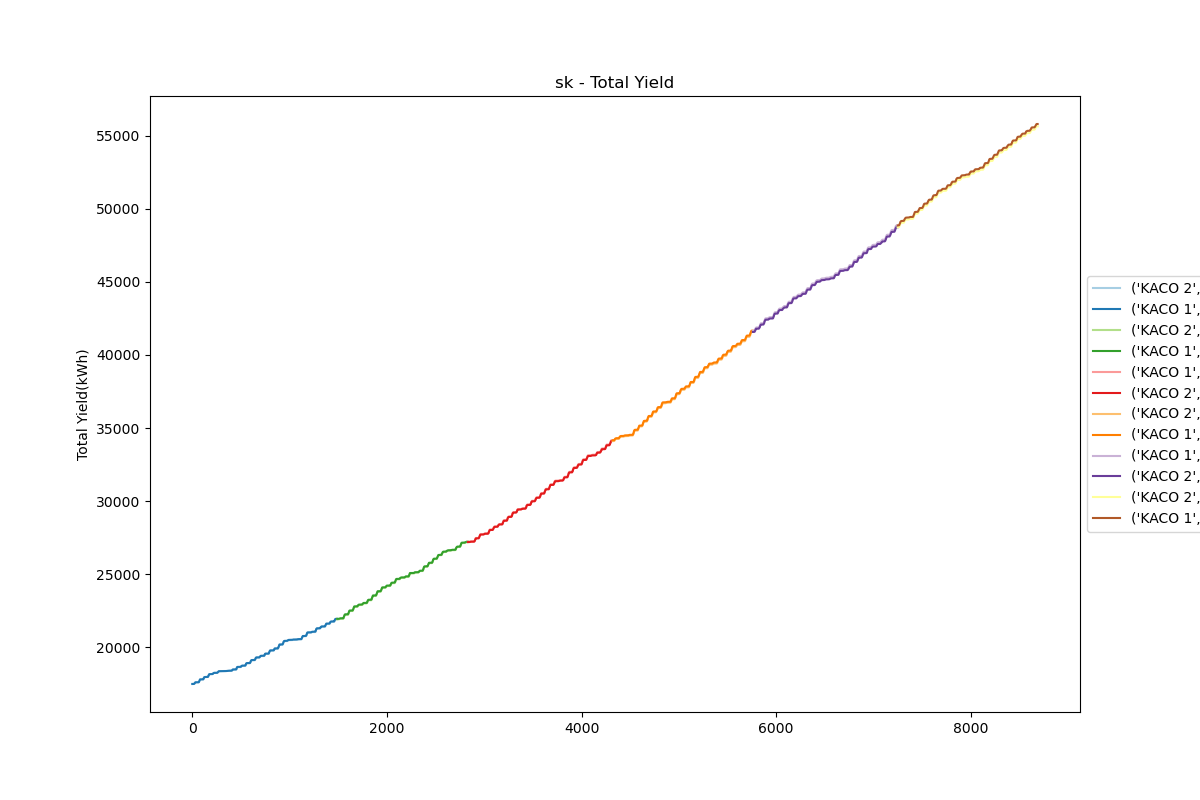 sk - Total Yield
Total Yield(kWh)
55000
50000
45000
40000
35000
30000
25000
20000
0
2000
4000
6000
8000
('KACO 2',
('KACO 1',
('KACO 2',
('KACO 1',
('KACO 1',
('KACO 2',
('KACO 2',
('KACO 1',
('KACO 1',
('KACO 2',
('KACO 2',
('KACO 1',